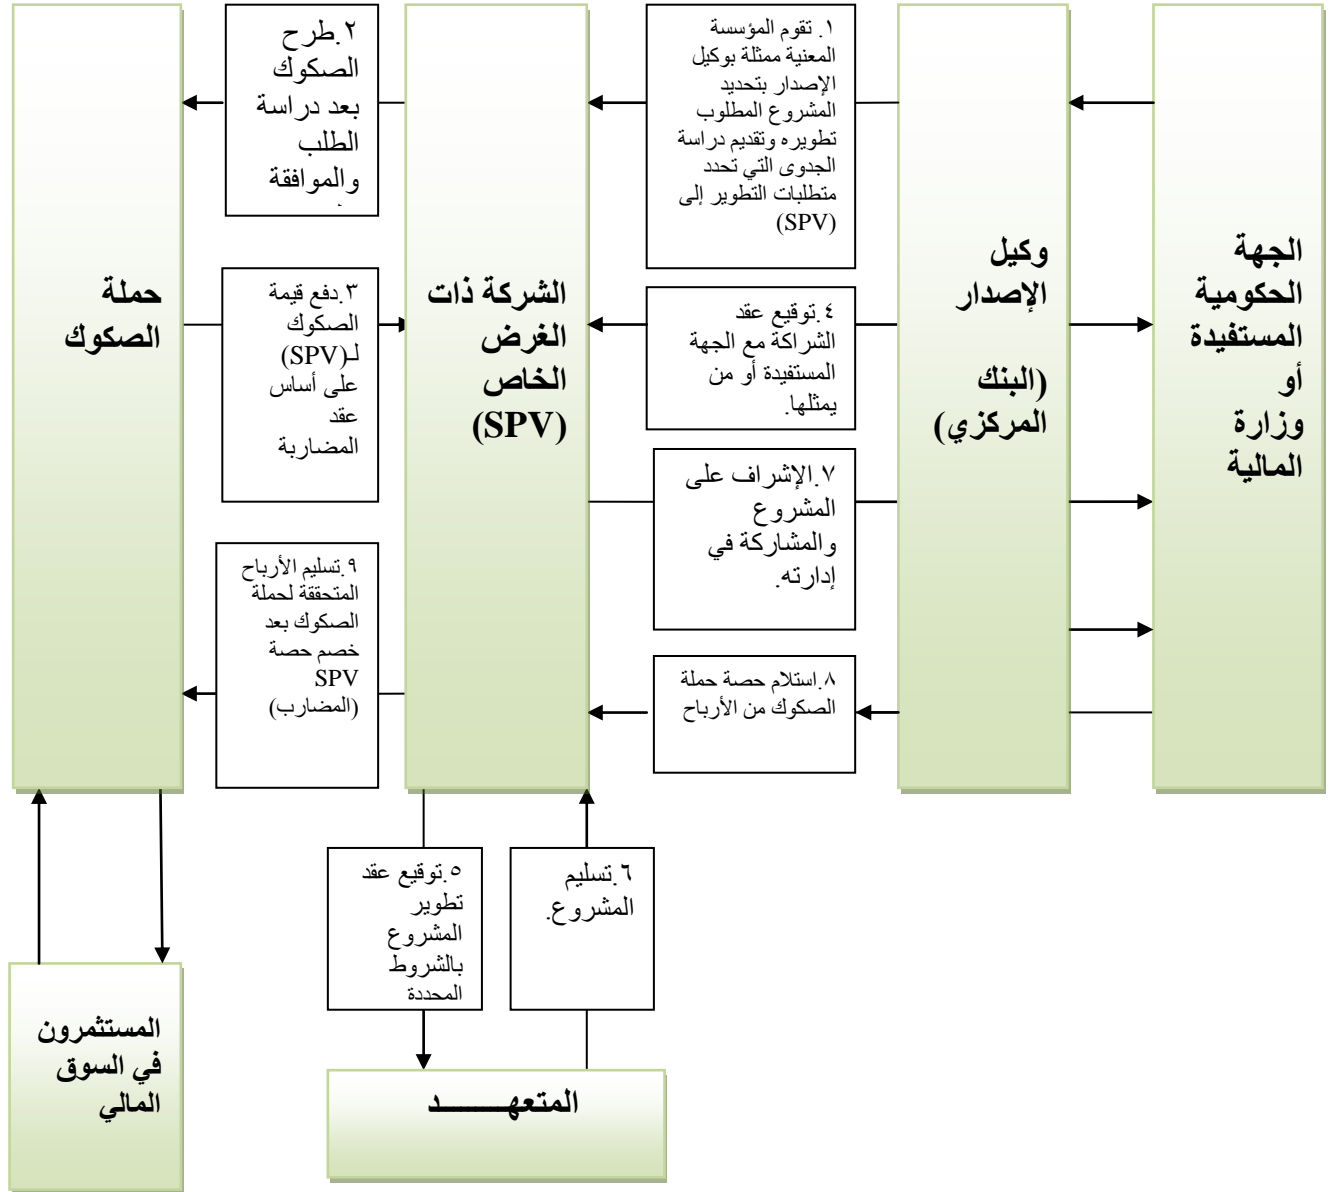 ١. تقوم المؤسسة
المعنية ممثلة بوكيل
الإصدار بتحديد
المشروع المطلوب
تطويره وتقديم دراسة
الجدوى التي تحدد
متطلبات التطوير إلى
(SPV)
٢.طرح
الصكوك
بعد دراسة
الطلب
والموافقة
الجهة
الحكومية
المستفيدة
أو
وزارة
المالية
وكيل
الإصدار
(البنك
المركزي)
الشركة ذات
الغرض
الخاص
(SPV)
حملة
الصكوك
٣.دفع قيمة
الصكوك
لـ(SPV)
على أساس
عقد
المضاربة
٤.توقيع عقد
الشراكة مع الجهة
المستفيدة أو من
يمثلها.
٧.الإشراف على
المشروع
والمشاركة في
إدارته.
٩.تسليم الأرباح
المتحققة لحملة
الصكوك بعد
خصم حصة
SPV
(المضارب)
٨.استلام حصة حملة
الصكوك من الأرباح
٥.توقيع عقد
تطوير
المشروع
بالشروط
المحددة
٦.تسليم
المشروع.
المتعهـــــــد
المستثمرون
في السوق
المالي